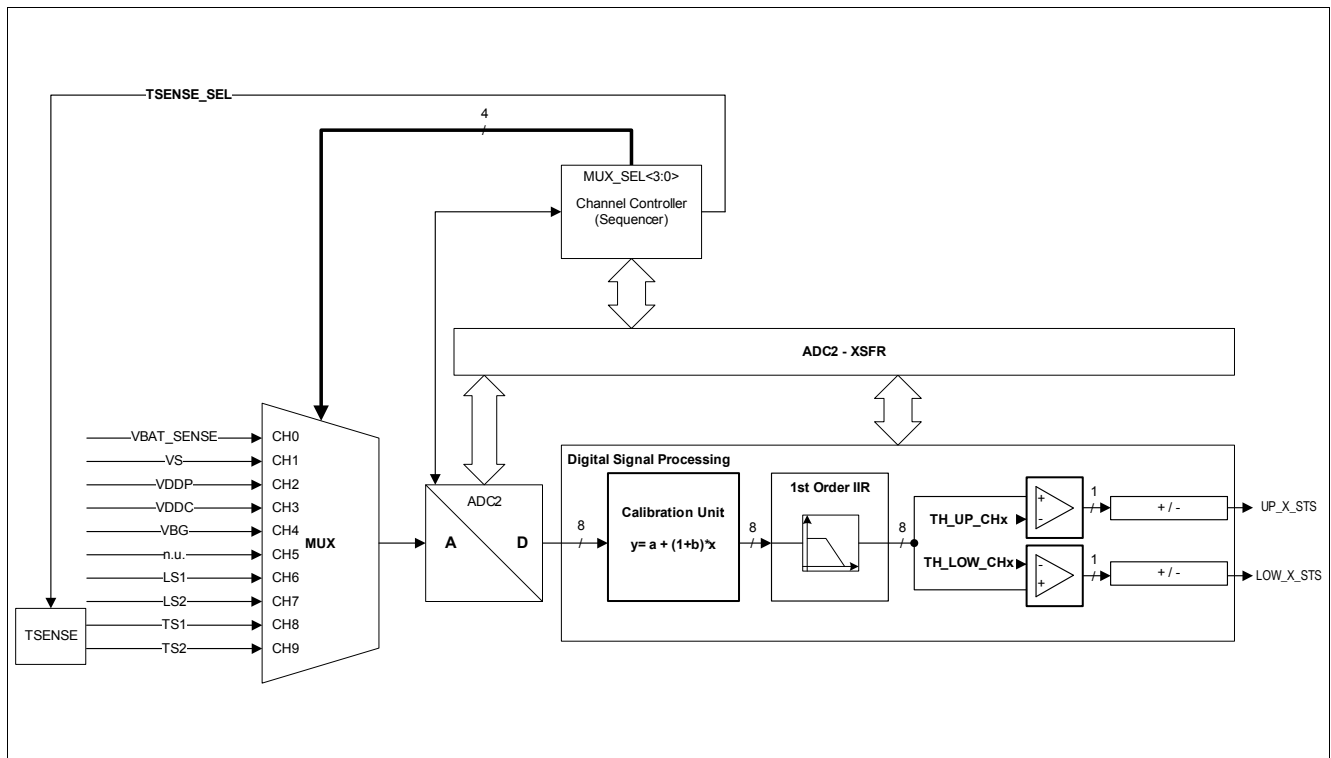 TSENSE_SEL
4
MUX_SEL<3:0>
Channel Controller
(Sequencer)
ADC2 - XSFR
VBAT_SENSE CH0
VS CH1
VDDP CH2
VDDC CH3
VBG CH4
n.u. CH5
LS1 CH6
LS2 CH7
TS1 CH8
TS2 CH9
MUX
TSENSE
ADC2
A D
8
Digital Signal Processing
Calibration Unit
y= a + (1+b)*x
8
1st Order IIR
8
TH_UP_CHx
+
-
1
+ / -
UP_X_STS
TH_LOW_CHx
-
+
1
+ / -
LOW_X_STS